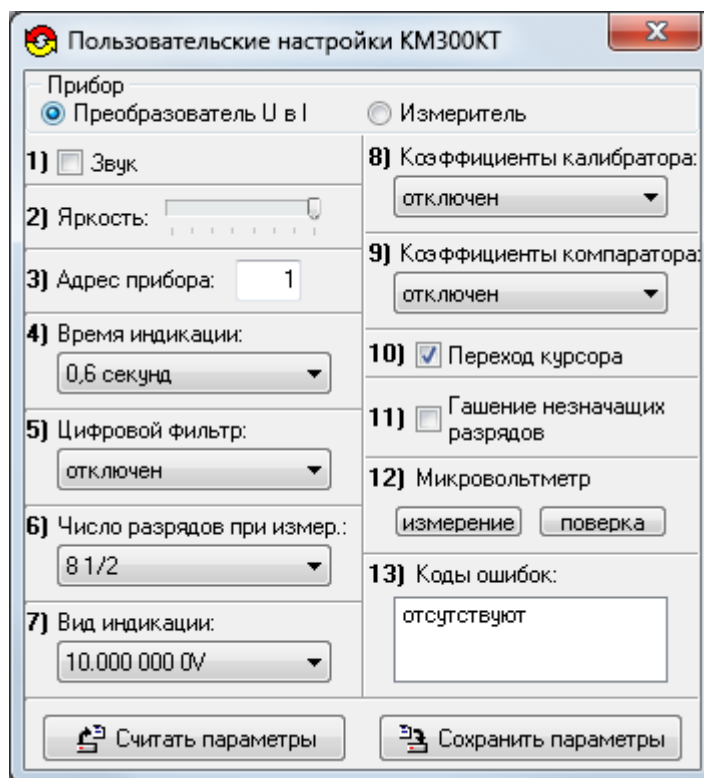 Пользовательские настройки КМ300КТ
Прибор
Преобразователь U в I
Измеритель
1) Звук
2) Яркость:
3) Адрес прибора: 1
4) Время индикации:
0,6 секунд
5) Цифровой фильтр:
отключен
6) Число разрядов при измер.:
8 1/2
7) Вид индикации:
10.000 000 0V
8) Коэффициенты калибратора:
отключен
9) Коэффициенты компаратора:
отключен
10) Переход курсора
11) Гашение незначащих
разрядов
12) Микровольтметр
измерение поверка
13) Коды ошибок:
отсутствуют
Считать параметры
Сохранить параметры